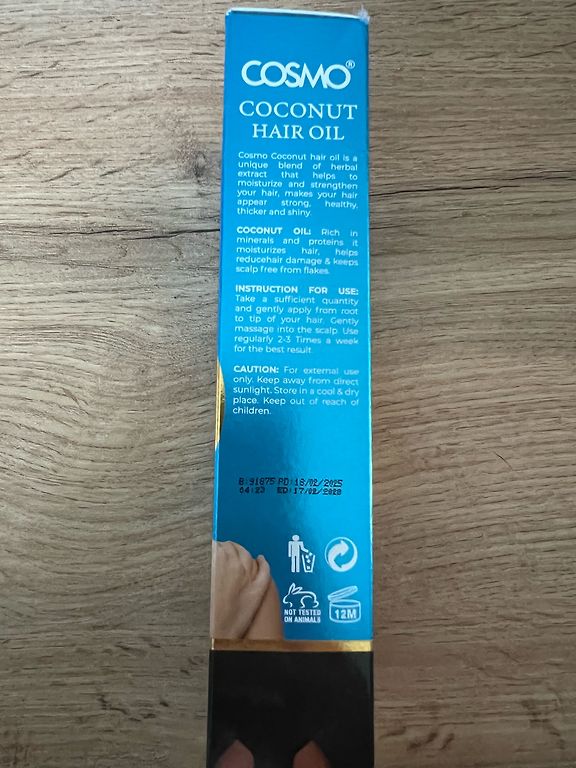 COSMO®
COCONUT
HAIR OIL
Cosmo Coconut hair oil is a
unique blend of herbal
extract that helps to
moisturize and strengthen
your hair, makes your hair
appear strong, healthy,
thicker and shiny.
COCONUT OIL: Rich in
minerals and proteins it
moisturizes hair, helps
reducehair damage & keeps
scalp free from flakes.
INSTRUCTION FOR USE:
Take a sufficient quantity
and gently apply from root
to tip of your hair. Gently
massage into the scalp. Use
regularly 2-3 Times a week
for the best result.
CAUTION: For external use
only. Keep away from direct
sunlight. Store in a cool & dry
place. Keep out of reach of
children.
B:91675 PD:18/02/2025
04:23 ED:17/02/2028
NOT TESTED
ON ANIMALS
12M